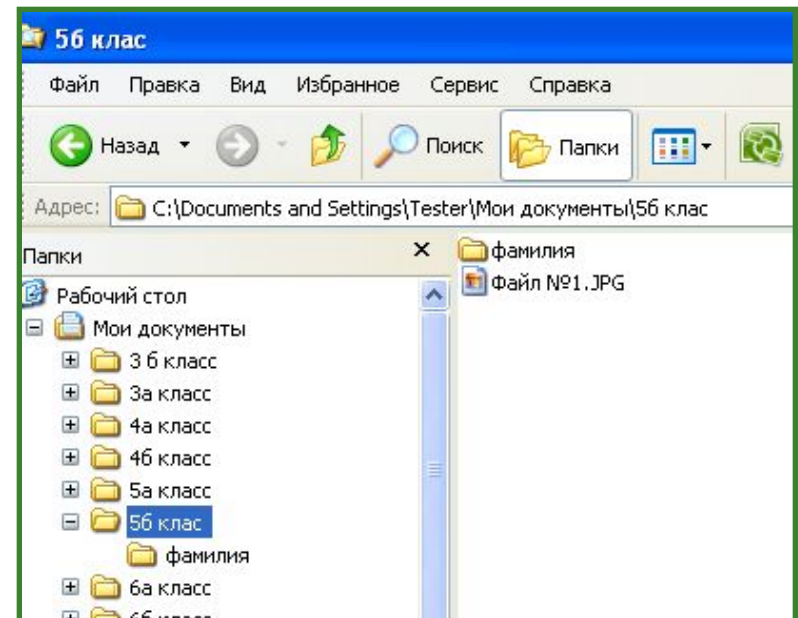 5б клас
Файл Правка Вид Избранное Сервис Справка
Назад Поиск Папки
Адрес: C:\Documents and Settings\Tester\Мои документы\5б клас
Папки
Рабочий стол
Мои документы
3 б класс
3а класс
4а класс
4б класс
5а класс
5б клас
фамилия
6а класс
фамилия
Файл №1.JPG